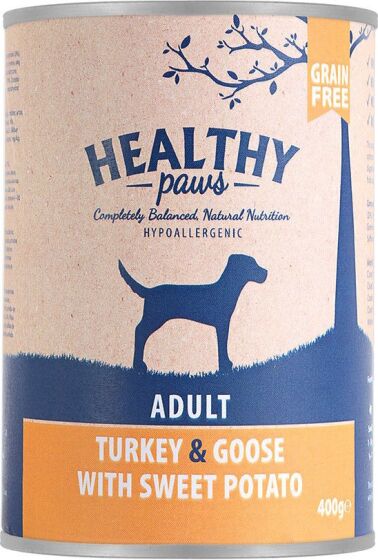 GRAIN
FREE
HEALTHY
paws
Completely Balanced, Natural Nutrition
HYPOALLERGENIC
ADULT
TURKEY & GOOSE
WITH SWEET POTATO
400g℮